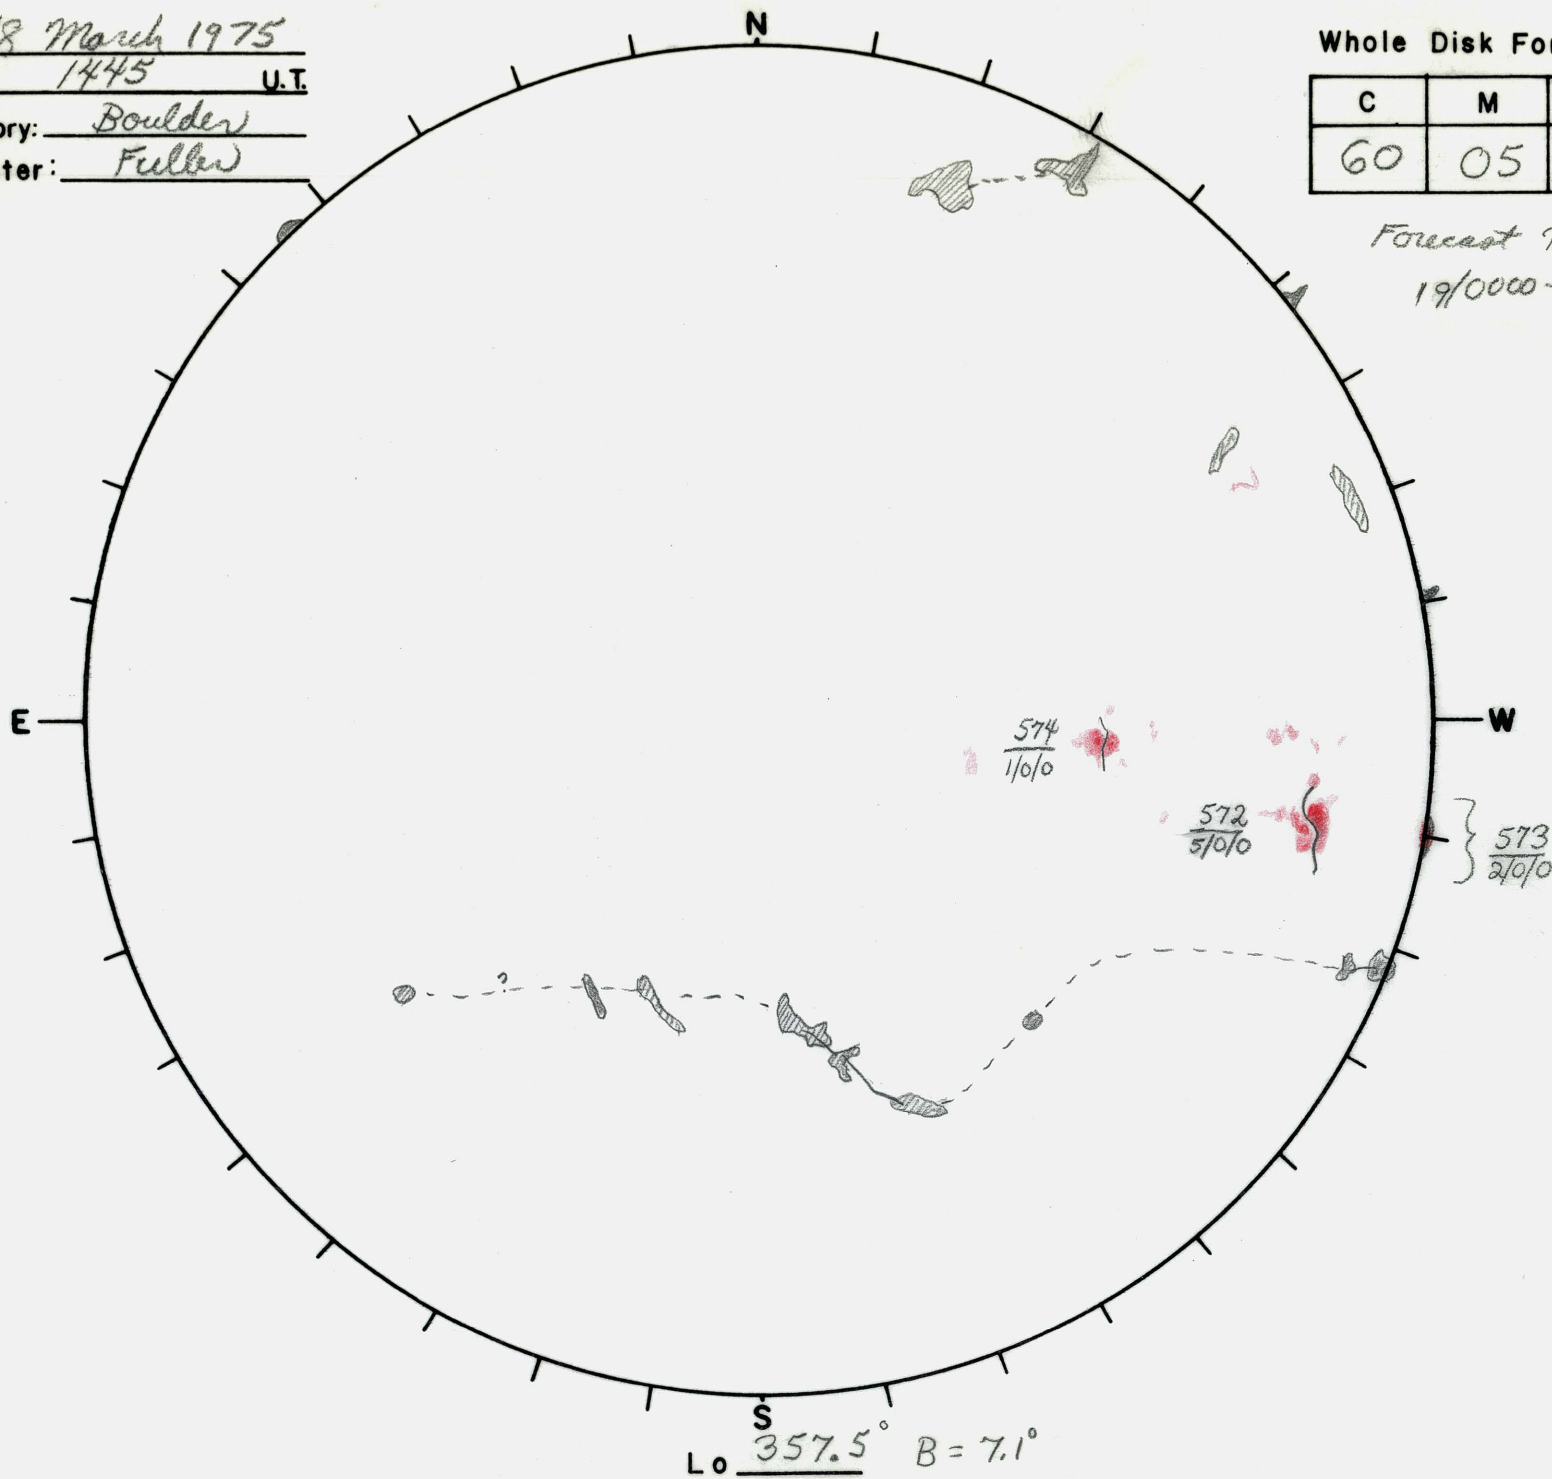 8 March 1975
1445 U.T.
ory: Boulder
ter: Fuller
N
Whole Disk For
C M
60 05
Forecast
19/0000-
E
W
574
1/0/0
572
5/0/0
573
2/0/0
?
S
Lo 357.5° B = 7.1°